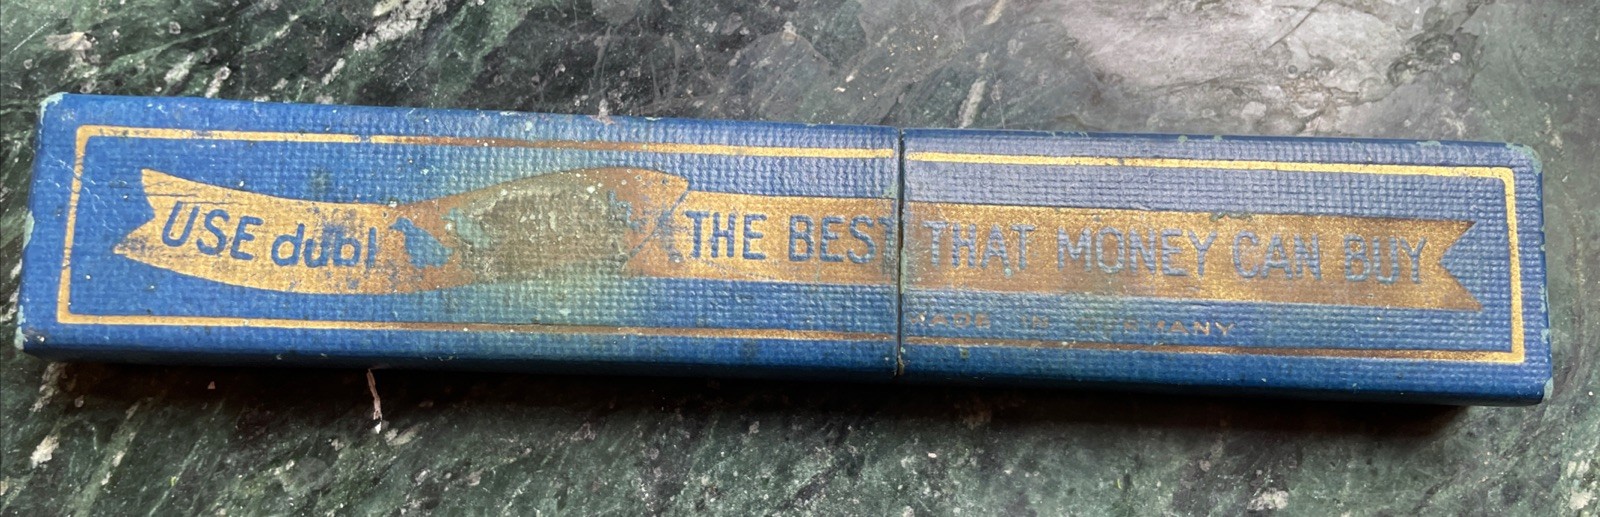 USE dubl THE BEST THAT MONEY CAN BUY
MADE IN GERMANY